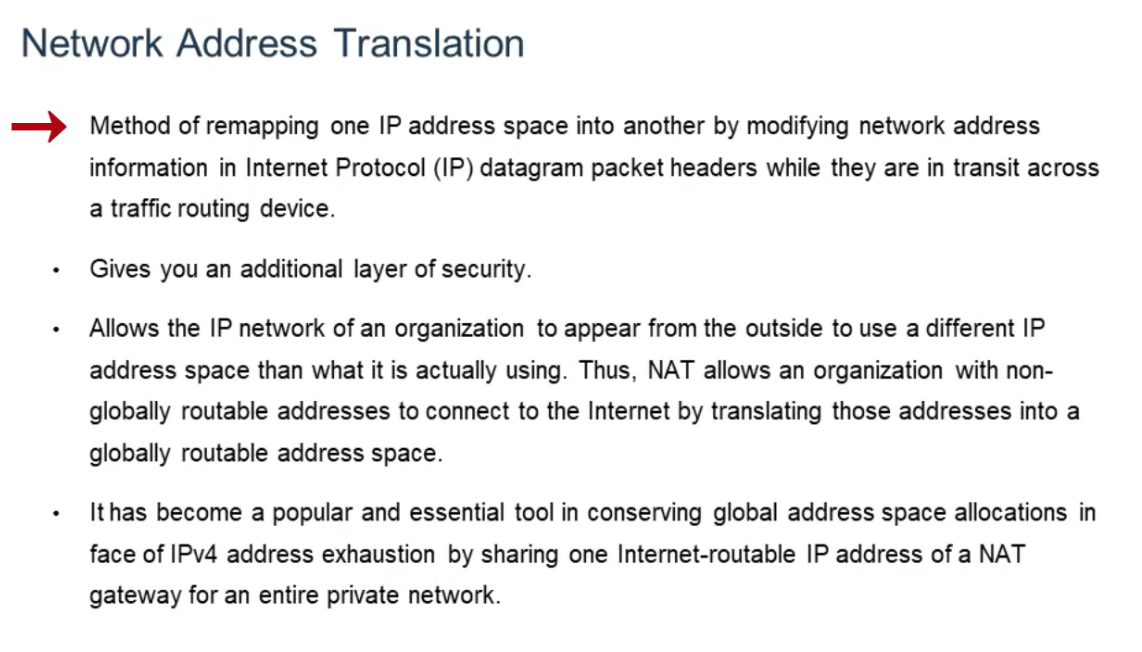 Network Address Translation
Method of remapping one IP address space into another by modifying network address
information in Internet Protocol (IP) datagram packet headers while they are in transit across
a traffic routing device.
• Gives you an additional layer of security.
• Allows the IP network of an organization to appear from the outside to use a different IP
address space than what it is actually using. Thus, NAT allows an organization with non-
globally routable addresses to connect to the Internet by translating those addresses into a
globally routable address space.
• It has become a popular and essential tool in conserving global address space allocations in
face of IPv4 address exhaustion by sharing one Internet-routable IP address of a NAT
gateway for an entire private network.